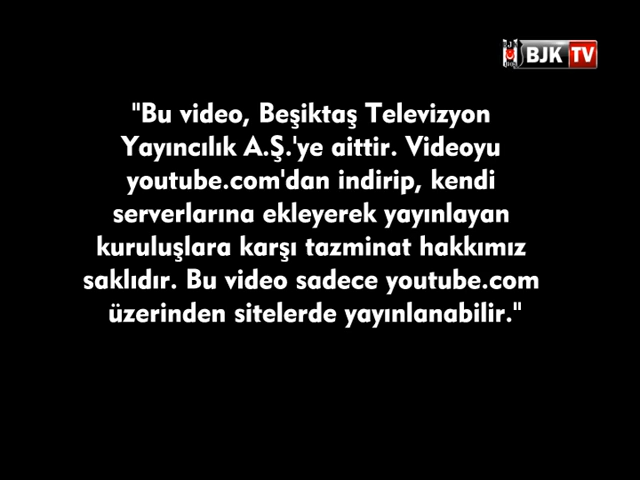 BJK TV
"Bu video, Beşiktaş Televizyon
Yayıncılık A.Ş.'ye aittir. Videoyu
youtube.com'dan indirip, kendi
serverlarına ekleyerek yayınlayan
kuruluşlara karşı tazminat hakkımız
saklıdır. Bu video sadece youtube.com
üzerinden sitelerde yayınlanabilir."